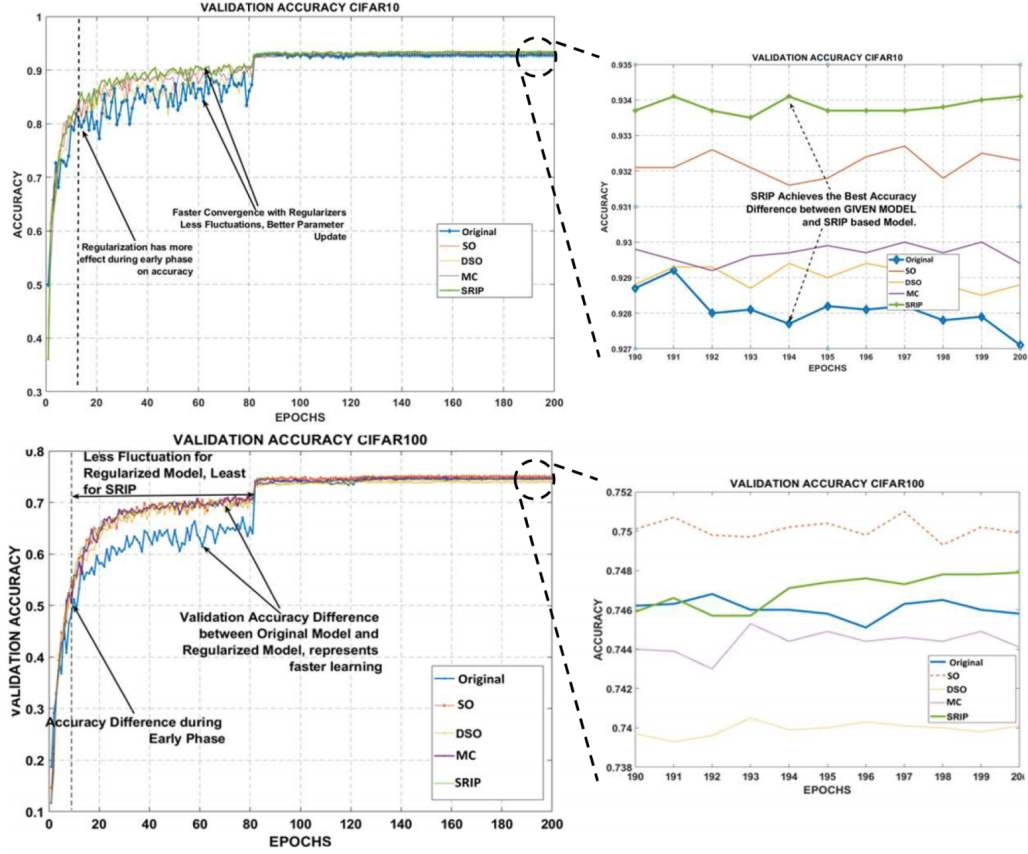 VALIDATION ACCURACY CIFAR10
1
0.9
0.8
0.7
0.6
0.5
0.4
0.3
ACCURACY
Faster Convergence with Regularizers
Less Fluctuations, Better Parameter
Update
Regularization has more
effect during early phase
on accuracy
Original
SO
DSO
MC
SRIP
0 20 40 60 80 100 120 140 160 180 200
EPOCHS
VALIDATION ACCURACY CIFAR10
0.935
0.934
0.933
0.932
0.931
0.93
0.929
0.928
0.927
ACCURACY
SRIP Achieves the Best Accuracy
Difference between GIVEN MODEL
and SRIP based Model.
Original
SO
DSO
MC
SRIP
190 191 192 193 194 195 196 197 198 199 200
EPOCHS
VALIDATION ACCURACY CIFAR100
0.8
0.7
0.6
0.5
0.4
0.3
0.2
0.1
VALIDATION ACCURACY
Less Fluctuation for
Regularized Model, Least
for SRIP
Validation Accuracy Difference
between Original Model and
Regularized Model, represents
faster learning
Accuracy Difference during
Early Phase
Original
SO
DSO
MC
SRIP
0 20 40 60 80 100 120 140 160 180 200
EPOCHS
VALIDATION ACCURACY CIFAR100
0.752
0.75
0.748
0.746
0.744
0.742
0.74
0.738
ACCURACY
Original
SO
DSO
MC
SRIP
190 191 192 193 194 195 196 197 198 199 200
EPOCHS